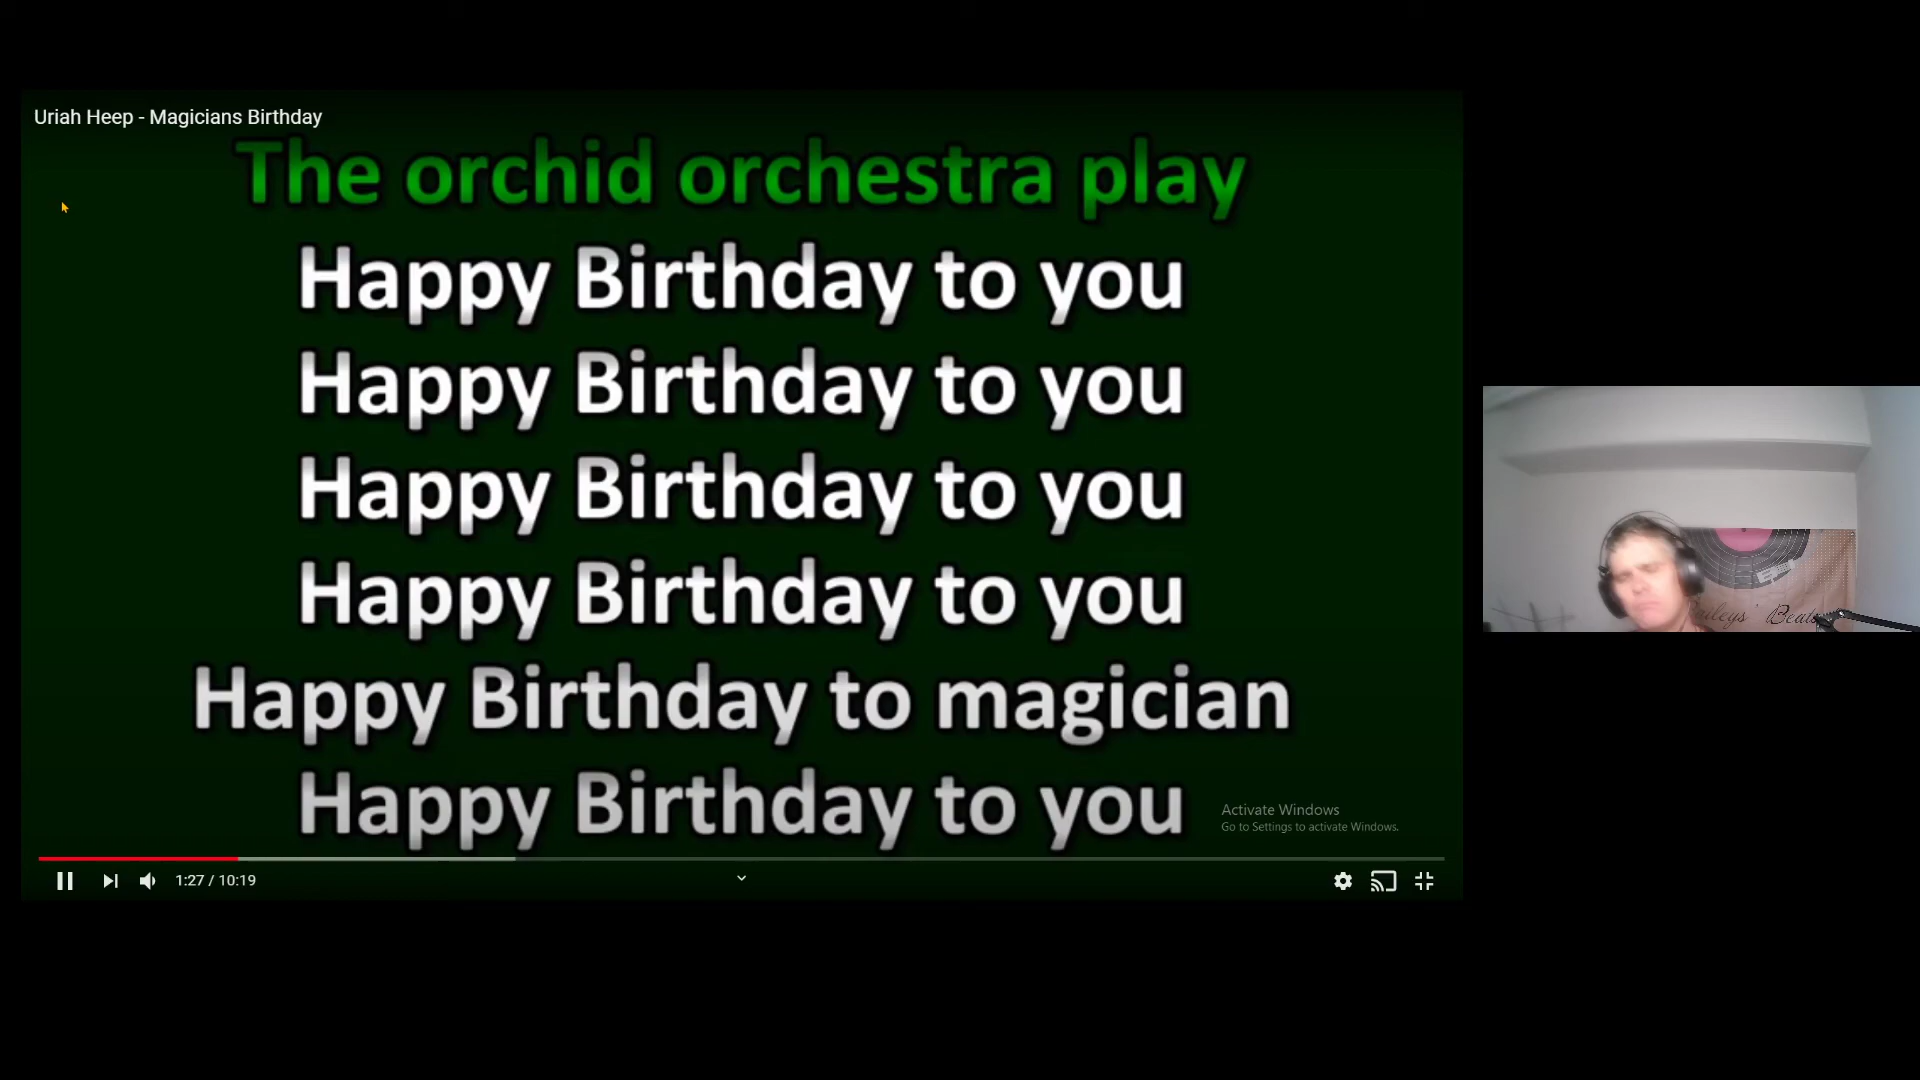 Uriah Heep - Magicians Birthday
The orchid orchestra play
Happy Birthday to you
Happy Birthday to you
Happy Birthday to you
Happy Birthday to you
Happy Birthday to magician
Happy Birthday to you
Activate Windows
Go to Settings to activate Windows.
1:27 / 10:19
Beats